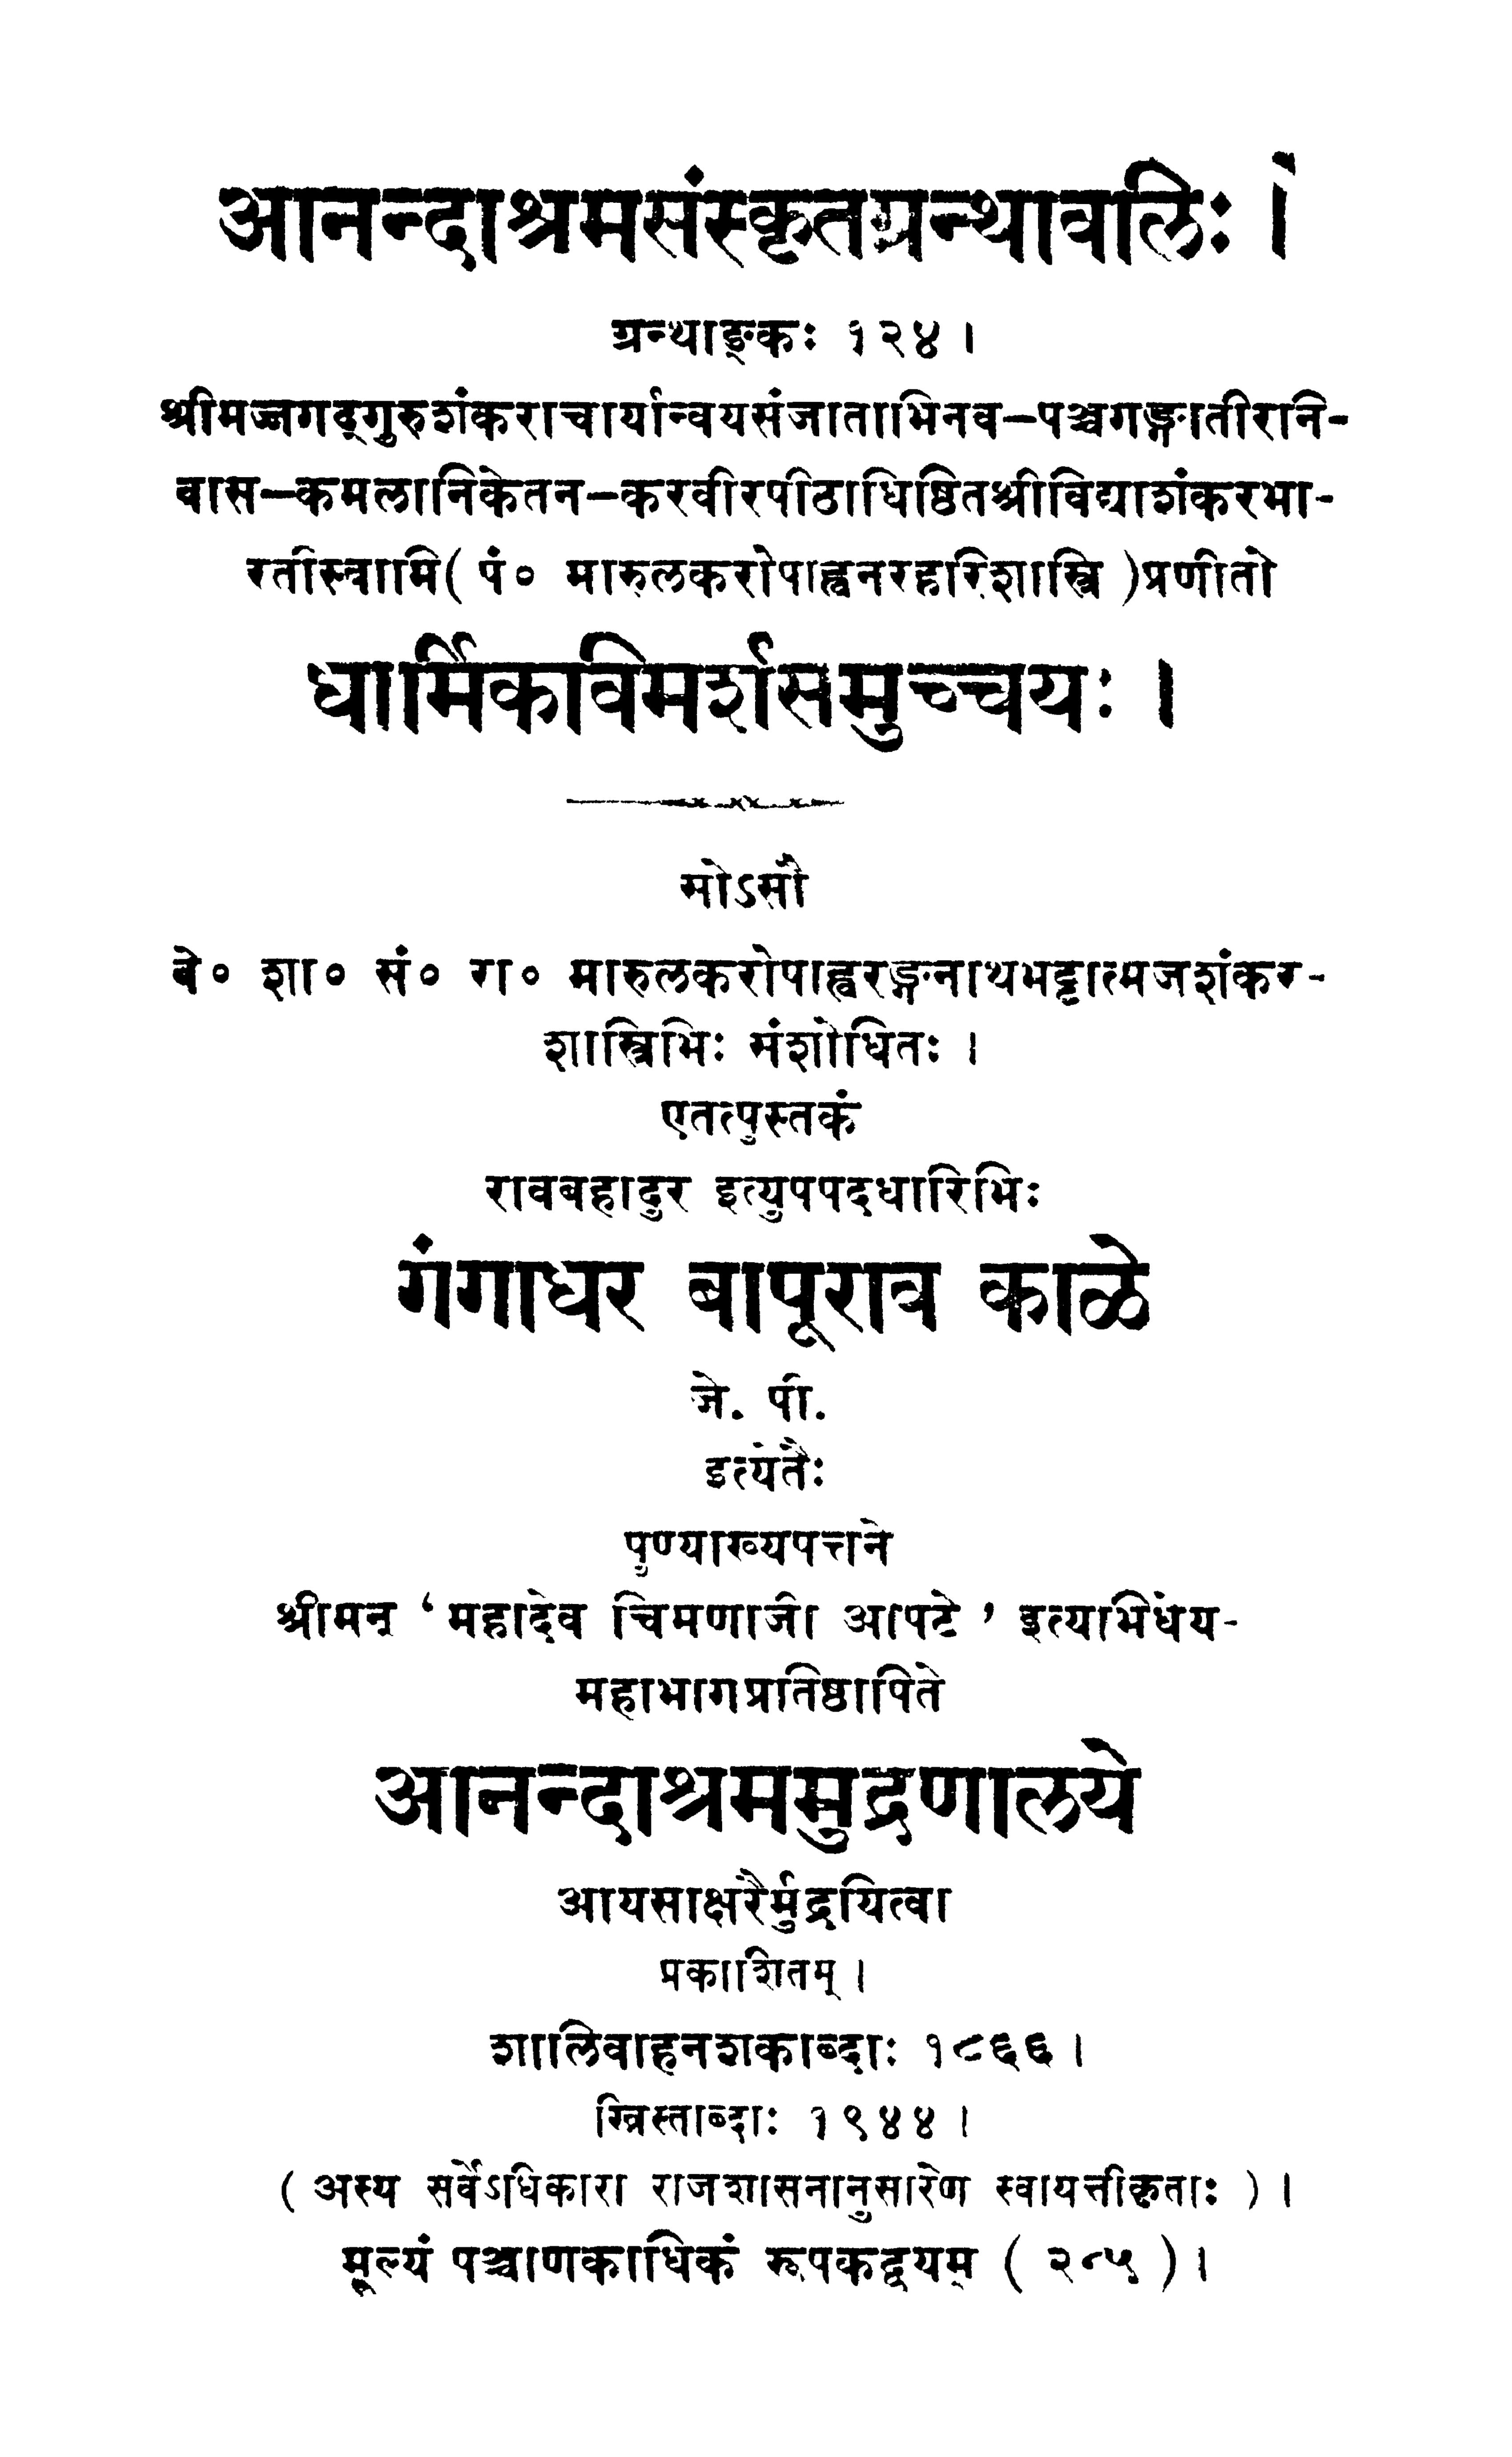 आनन्दाश्रमसंस्कृतग्रन्थावलिः ।
ग्रन्थाङ्कः १२४ ।
श्रीमज्जगद्गुरुशंकराचार्यान्वयसंजाताभिनव—पञ्चगङ्गातीरनि-
वास—कमलानिकेतन—करवीरपीठाधिष्ठितश्रीविद्याशंकरभा-
रतीस्वामि( पं० मारुलकरोपाह्वनरहरिशास्त्रि )प्रणीतो
धार्मिकविमर्शसमुच्चयः ।
सोऽसौ
वे० शा० सं० रा० मारुलकरोपाह्वरङ्गनाथभट्टात्मजशंकर-
शास्त्रिभिः संशोधितः ।
एतत्पुस्तकं
रावबहादुर इत्युपपदधारिभिः
गंगाधर बापूराव काळे
जे. पी.
इत्येतैः
पुण्याख्यपत्तने
श्रीमन् ‘ महादेव चिमणाजी आपटे ’ इत्यभिधेय-
महाभागप्रतिष्ठापिते
आनन्दाश्रममुद्रणालये
आयसाक्षरैर्मुद्रयित्वा
प्रकाशितम् ।
शालिवाहनशकाब्दाः १८६६ ।
ख्रिस्ताब्दाः १९४४ ।
( अस्य सर्वेऽधिकारा राजशासनानुसारेण स्वायत्तीकृताः ) ।
मूल्यं पञ्चाणकाधिकं रूपकद्वयम् ( २-५ ) ।